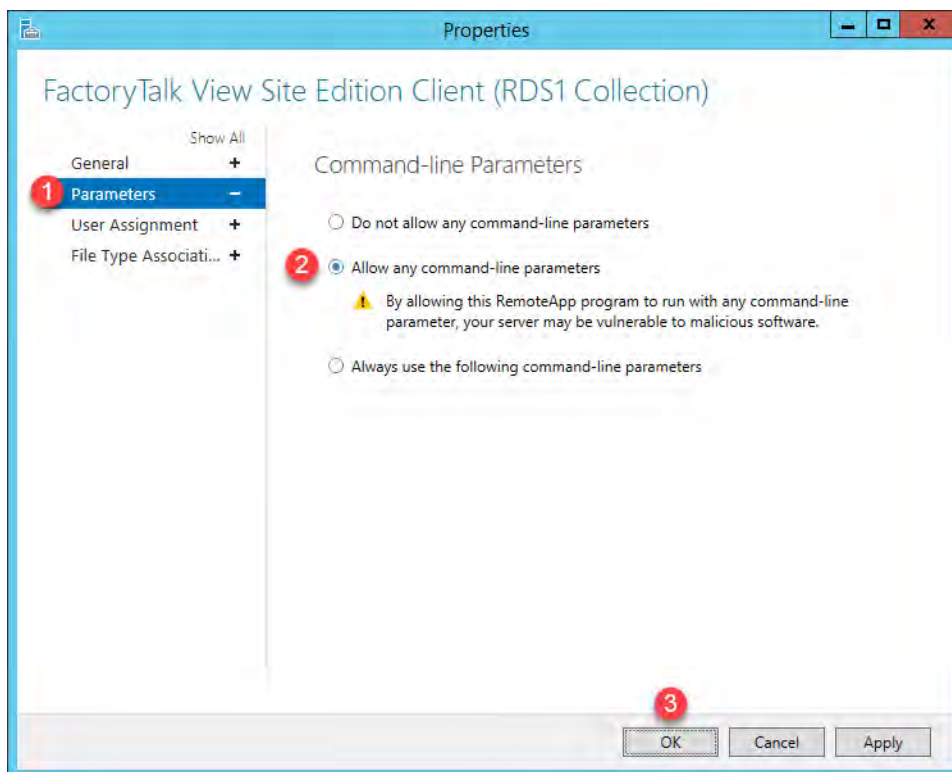 Properties
FactoryTalk View Site Edition Client (RDS1 Collection)
Show All
General +
1 Parameters –
User Assignment +
File Type Associati... +
Command-line Parameters
Do not allow any command-line parameters
2 Allow any command-line parameters
By allowing this RemoteApp program to run with any command-line
parameter, your server may be vulnerable to malicious software.
Always use the following command-line parameters
3
OK Cancel Apply